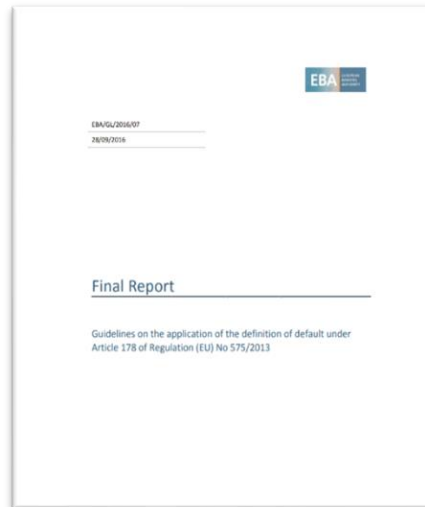 EBA
EBA/GL/2016/07
28/09/2016
Final Report
Guidelines on the application of the definition of default under
Article 178 of Regulation (EU) No 575/2013